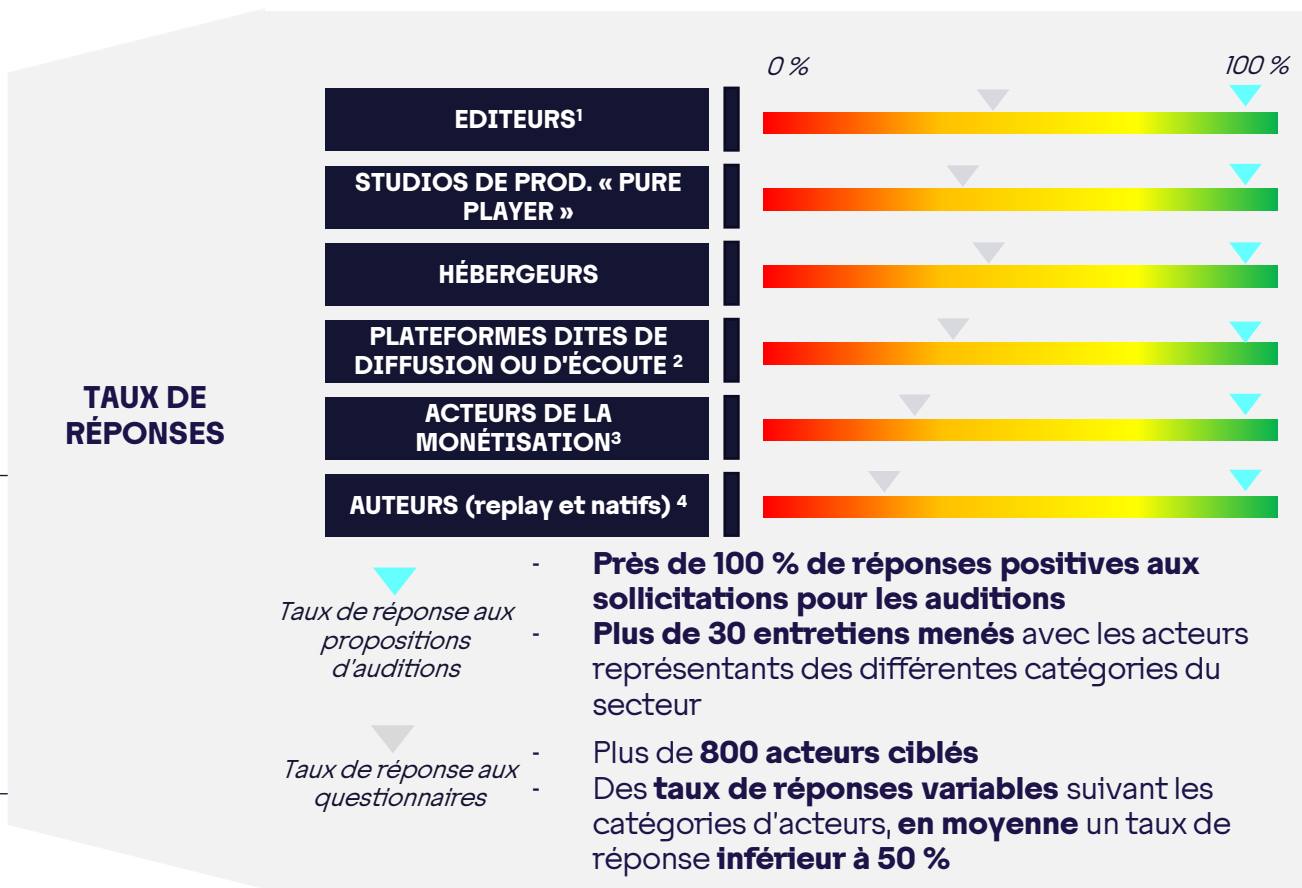 0 %
100 %
EDITEURS¹
STUDIOS DE PROD. « PURE
PLAYER »
HÉBERGEURS
PLATEFORMES DITES DE
DIFFUSION OU D'ÉCOUTE ²
ACTEURS DE LA
MONÉTISATION³
AUTEURS (replay et natifs) ⁴
TAUX DE
RÉPONSES
Taux de réponse aux
propositions
d'auditions
- Près de 100 % de réponses positives aux
sollicitations pour les auditions
- Plus de 30 entretiens menés avec les acteurs
représentants des différentes catégories du
secteur
Taux de réponse aux
questionnaires
- Plus de 800 acteurs ciblés
- Des taux de réponses variables suivant les
catégories d'acteurs, en moyenne un taux de
réponse inférieur à 50 %